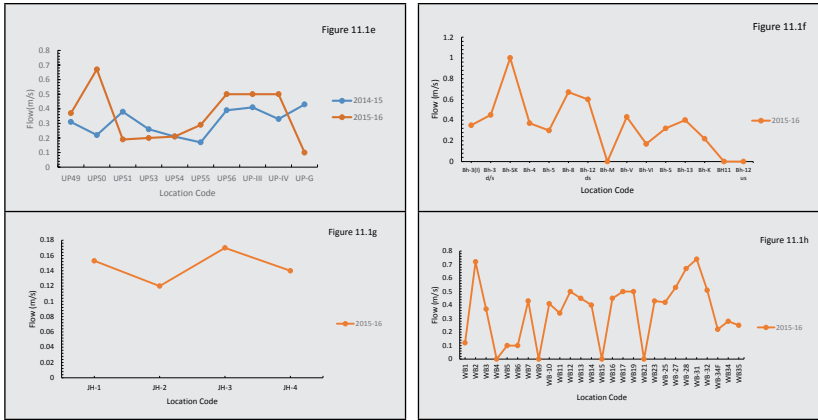 Figure 11.1e
Flow(m/s)
0.8
0.7
0.6
0.5
0.4
0.3
0.2
0.1
0
UP49 UP50 UP51 UP53 UP54 UP55 UP56 UP-III UP-IV UP-G
Location Code
2014-15
2015-16
Figure 11.1f
Flow (m/s)
1.2
1
0.8
0.6
0.4
0.2
0
Bh-3(I) Bh-3 Bh-SK Bh-4 Bh-5 Bh-8 Bh-12 Bh-M Bh-V Bh-VI Bh-S Bh-13 Bh-K BH11 Bh-12
d/s ds us
Location Code
2015-16
Figure 11.1g
Flow (m/s)
0.18
0.16
0.14
0.12
0.1
0.08
0.06
0.04
0.02
0
JH-1 JH-2 JH-3 JH-4
Location Code
2015-16
Figure 11.1h
Flow (m/s)
0.8
0.7
0.6
0.5
0.4
0.3
0.2
0.1
0
WB1
WB2
WB3
WB4
WB5
WB6
WB7
WB9
WB-10
WB11
WB12
WB13
WB14
WB15
WB16
WB17
WB19
WB21
WB23
WB-25
WB-27
WB-28
WB-31
WB-32
WB-34F
WB34
WB35
Location Code
2015-16